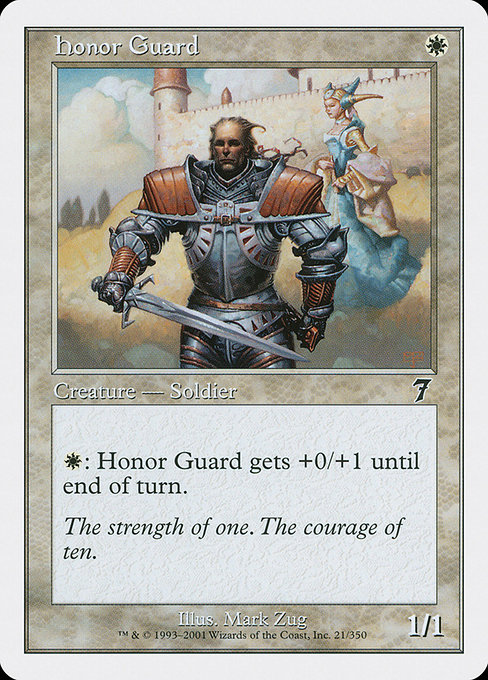 Honor Guard
Creature — Soldier
7
: Honor Guard gets +0/+1 until
end of turn.
The strength of one. The courage of
ten.
Illus. Mark Zug
™ & © 1993–2001 Wizards of the Coast, Inc. 21/350
1/1